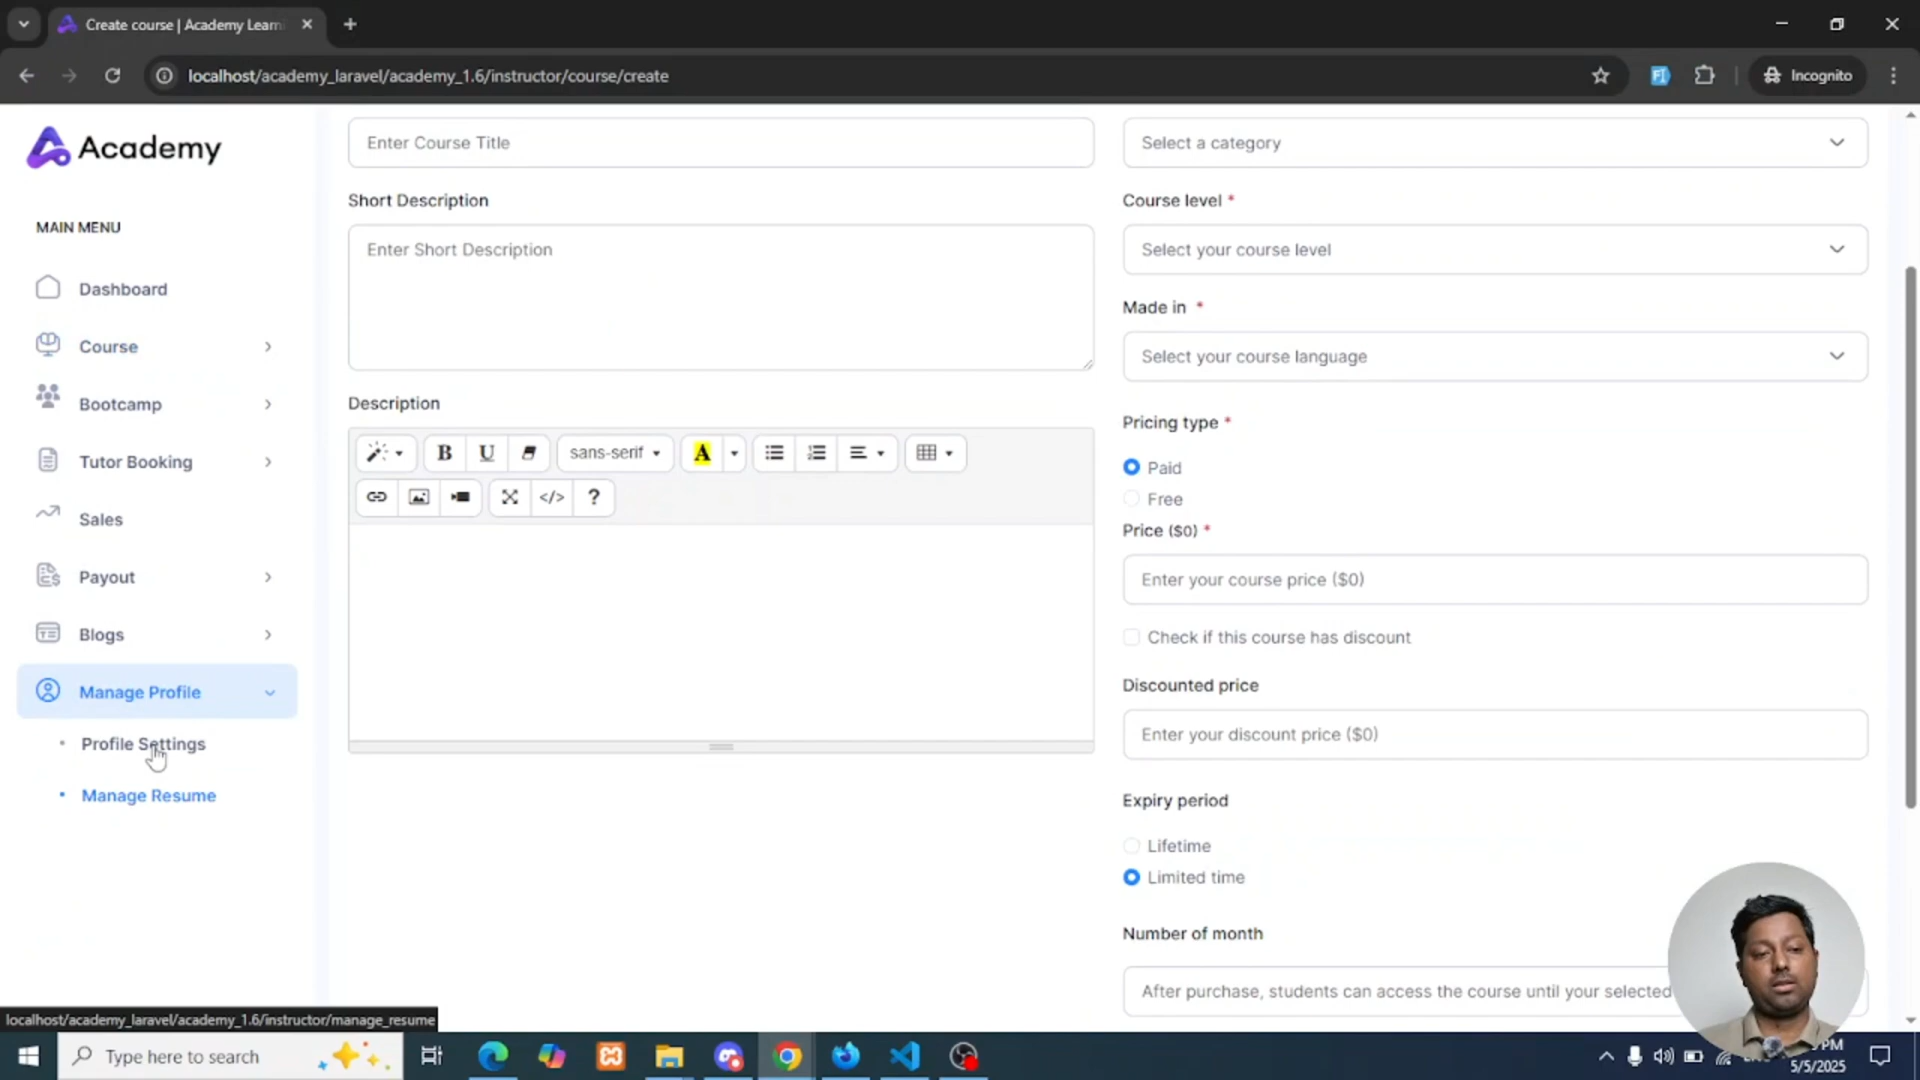 Create course | Academy Learni
localhost/academy_laravel/academy_1.6/instructor/course/create
Incognito
Academy
MAIN MENU
Dashboard
Course
Bootcamp
Tutor Booking
Sales
Payout
Blogs
Manage Profile
Profile Settings
Manage Resume
Enter Course Title
Short Description
Enter Short Description
Description
B U sans-serif A
</> ?
Select a category
Course level *
Select your course level
Made in *
Select your course language
Pricing type *
Paid
Free
Price ($0) *
Enter your course price ($0)
Check if this course has discount
Discounted price
Enter your discount price ($0)
Expiry period
Lifetime
Limited time
Number of month
After purchase, students can access the course until your selected
localhost/academy_laravel/academy_1.6/instructor/manage_resume
Type here to search
PM
5/5/2025